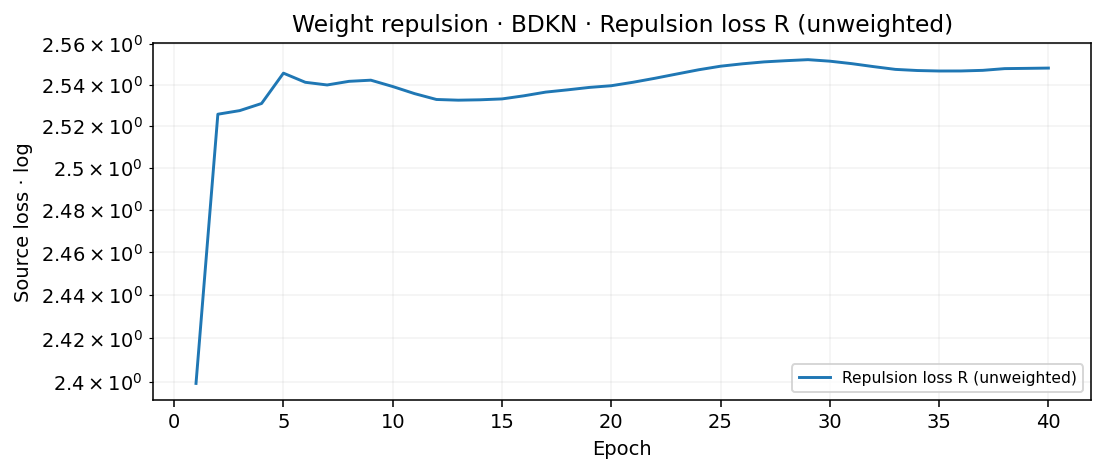 Weight repulsion · BDKN · Repulsion loss R (unweighted)
Source loss · log
2.56 × 10⁰
2.54 × 10⁰
2.52 × 10⁰
2.5 × 10⁰
2.48 × 10⁰
2.46 × 10⁰
2.44 × 10⁰
2.42 × 10⁰
2.4 × 10⁰
Repulsion loss R (unweighted)
0 5 10 15 20 25 30 35 40
Epoch